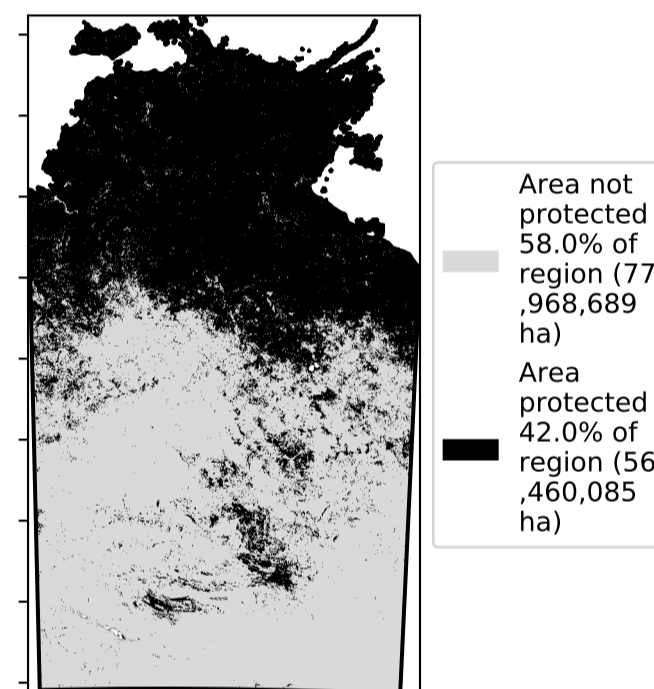 Area not
protected
58.0% of
region (77
,968,689
ha)
Area
protected
42.0% of
region (56
,460,085
ha)